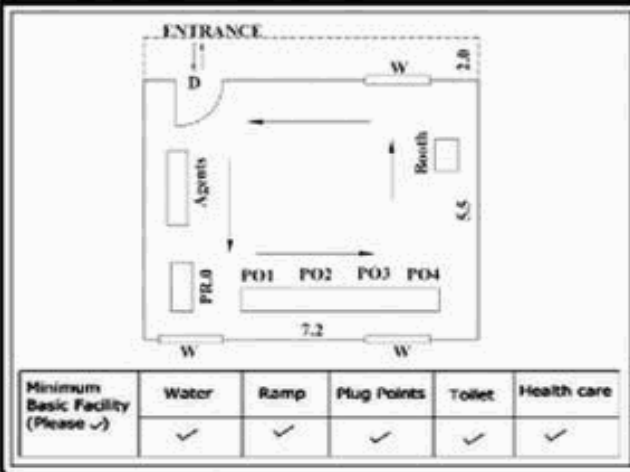 ENTRANCE
D
W
2.0
Booth
Agents
5.5
PR.O
PO1 PO2 PO3 PO4
7.2
W
W
Minimum Basic Facility (Please ✓)
Water
Ramp
Plug Points
Toilet
Health care
✓ ✓ ✓ ✓ ✓